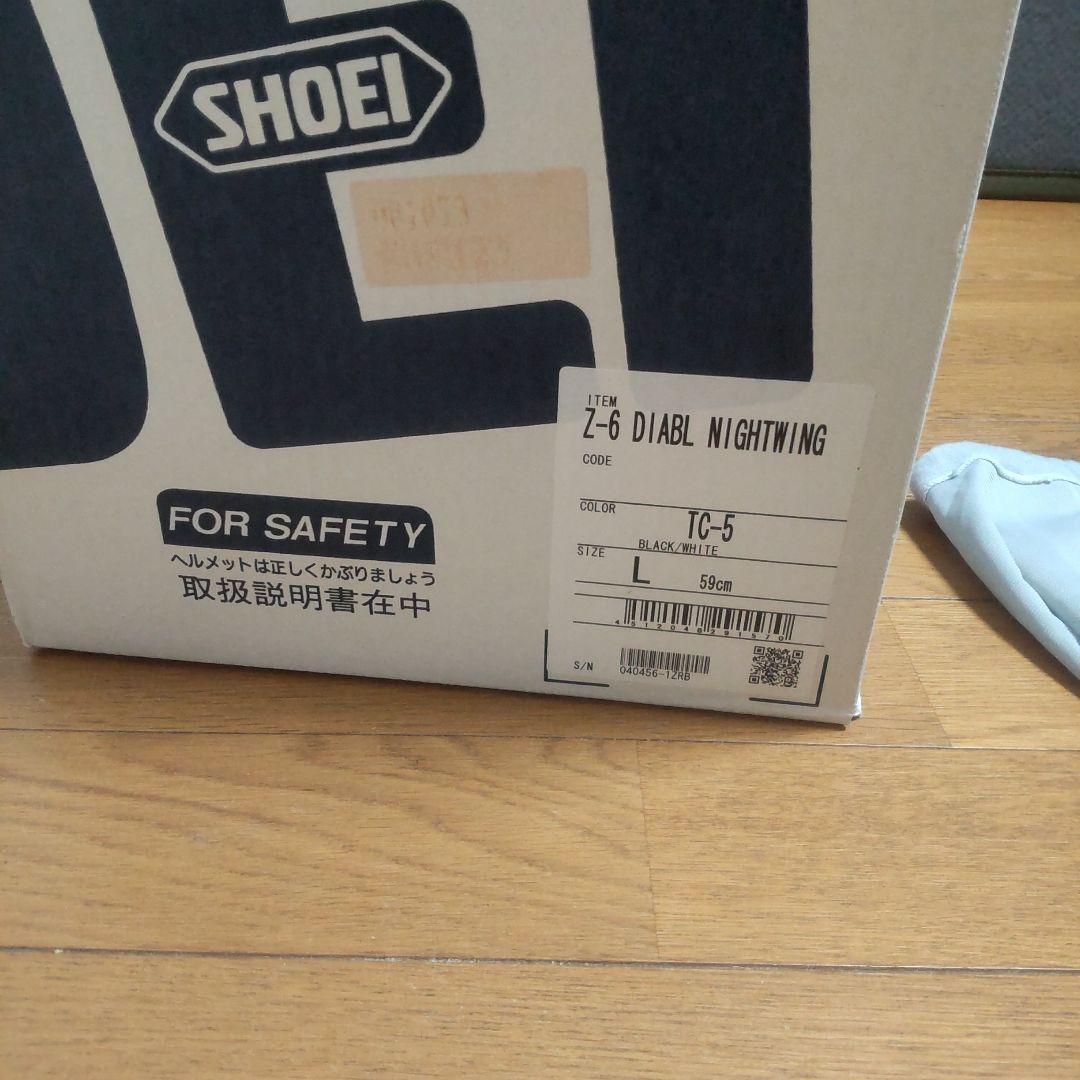 SHOEI
ITEM
Z-6 DIABL NIGHTWING
CODE
COLOR
TC-5
BLACK/WHITE
SIZE
L 59cm
4512048291570
S/N
040456-1ZRB
FOR SAFETY
ヘルメットは正しくかぶりましょう
取扱説明書在中